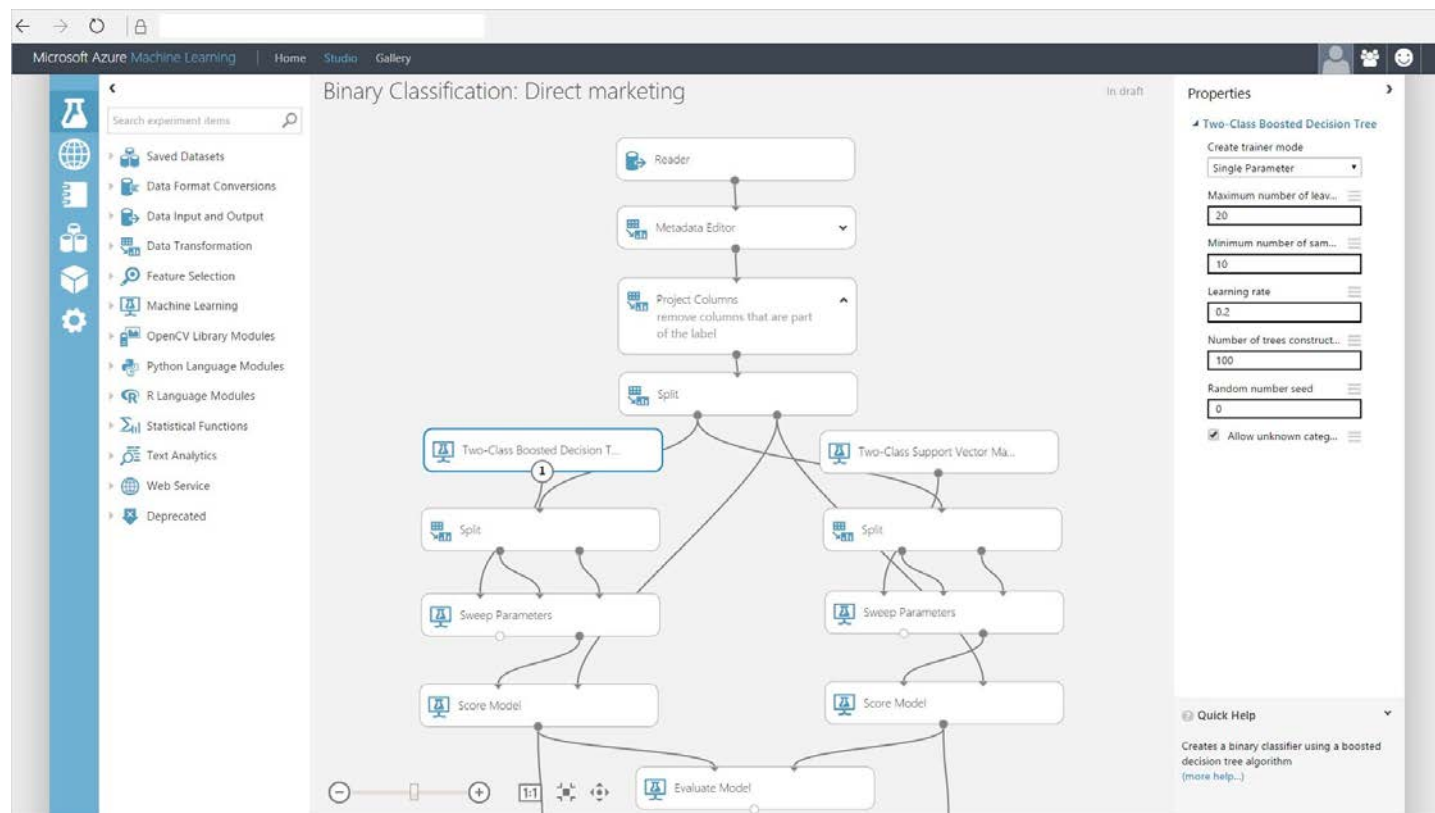 Microsoft Azure Machine Learning | Home Studio Gallery
Binary Classification: Direct marketing
In draft
Search experiment items
Saved Datasets
Data Format Conversions
Data Input and Output
Data Transformation
Feature Selection
Machine Learning
OpenCV Library Modules
Python Language Modules
R Language Modules
Statistical Functions
Text Analytics
Web Service
Deprecated
Reader
Metadata Editor
Project Columns
remove columns that are part
of the label
Split
Two-Class Boosted Decision T...
1
Two-Class Support Vector Ma...
Split
Split
Sweep Parameters
Sweep Parameters
Score Model
Score Model
Evaluate Model
1:1
Properties
Two-Class Boosted Decision Tree
Create trainer mode
Single Parameter
Maximum number of leav...
20
Minimum number of sam...
10
Learning rate
0.2
Number of trees construct...
100
Random number seed
0
Allow unknown categ...
Quick Help
Creates a binary classifier using a boosted
decision tree algorithm
(more help...)